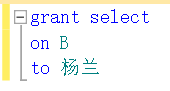 grant select
on B
to 杨兰